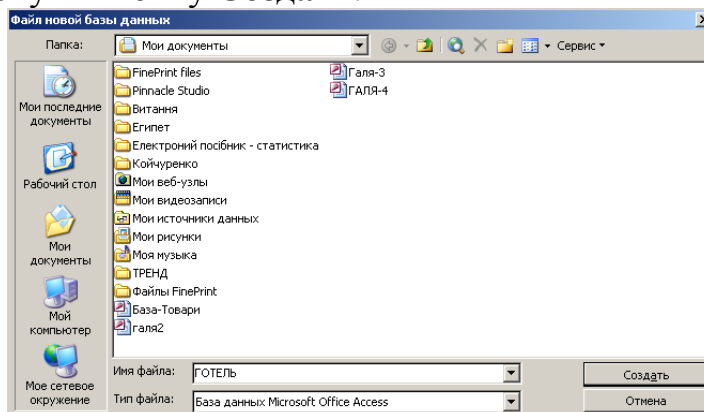 Файл новой базы данных
Папка:
Мои документы
Сервис
Мои последние документы
Рабочий стол
Мои документы
Мой компьютер
Мое сетевое окружение
FinePrint files
Pinnacle Studio
Витання
Египет
Електроний посібник - статистика
Койчуренко
Мои веб-узлы
Мои видеозаписи
Мои источники данных
Мои рисунки
Моя музыка
ТРЕНД
Файлы FinePrint
База-Товари
галя2
Галя-3
ГАЛЯ-4
Имя файла:
ГОТЕЛЬ
Создать
Тип файла:
База данных Microsoft Office Access
Отмена